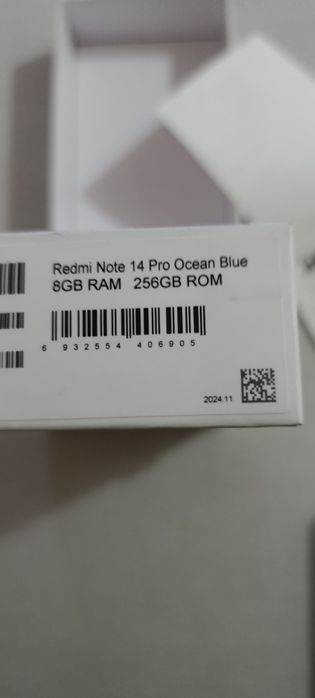 Redmi Note 14 Pro Ocean Blue
8GB RAM 256GB ROM
6 932554 406905
2024.11